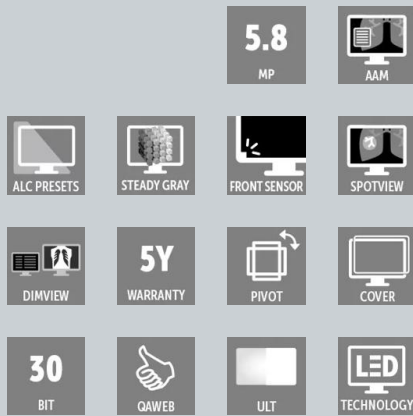 5.8
MP
AAM
ALC PRESETS
STEADY GRAY
FRONT SENSOR
SPOTVIEW
DIMVIEW
5Y
WARRANTY
PIVOT
COVER
30
BIT
QAWEB
ULT
LED
TECHNOLOGY